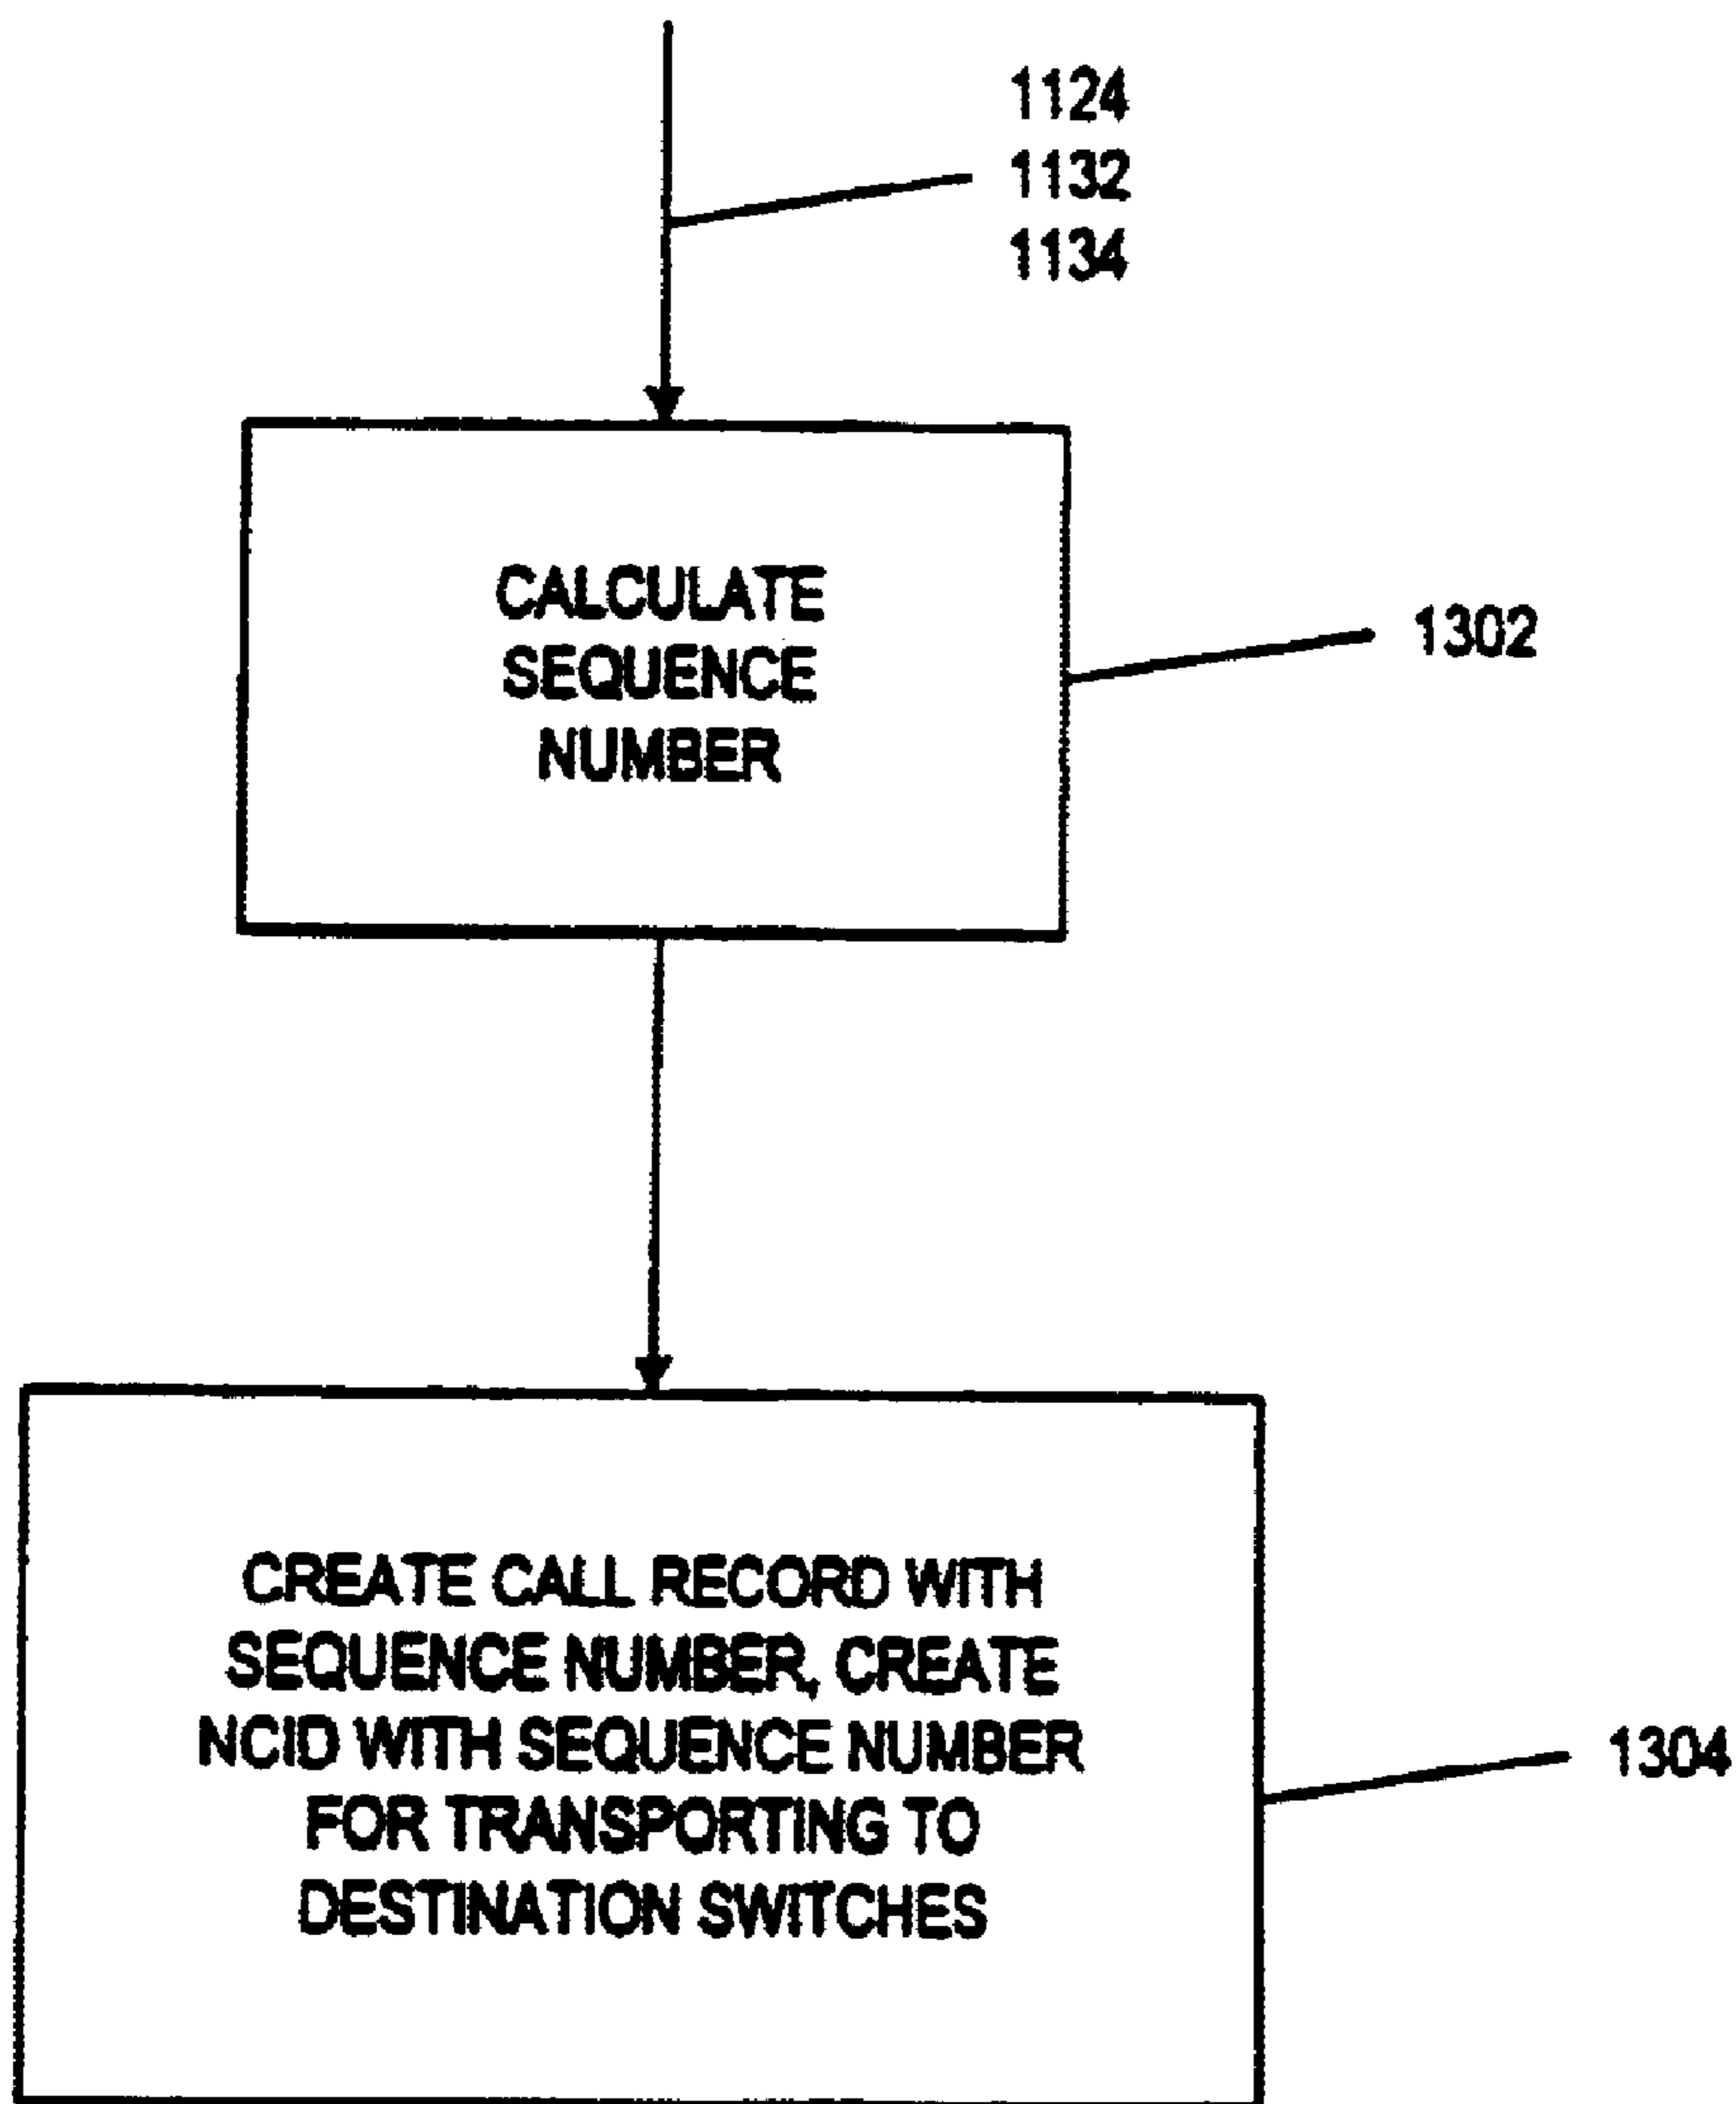 1124
1132
1134
CALCULATE
SEQUENCE
NUMBER
1302
CREATE CALL RECORD WITH
SEQUENCE NUMBER, CREATE
NCID WITH SEQUENCE NUMBER
FOR TRANSPORTING TO
DESTINATION SWITCHES
1304